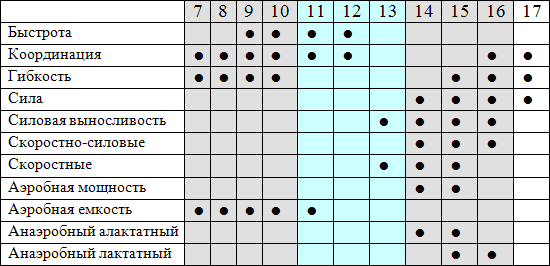 7 8 9 10 11 12 13 14 15 16 17
Быстрота ● ● ● ●
Координация ● ● ● ● ● ● ● ●
Гибкость ● ● ● ● ● ● ●
Сила ● ● ● ●
Силовая выносливость ● ● ● ●
Скоростно-силовые ● ● ●
Скоростные ● ● ●
Аэробная мощность ● ●
Аэробная емкость ● ● ● ● ●
Анаэробный алактатный ● ●
Анаэробный лактатный ● ●